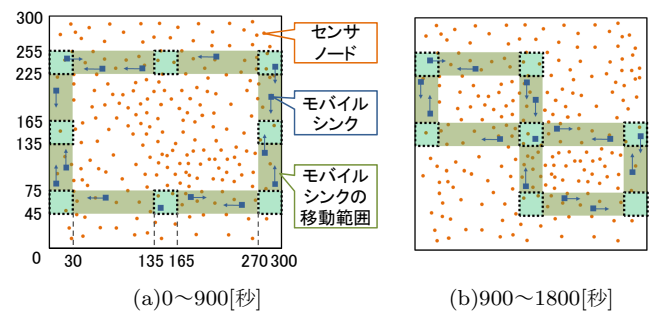 300
255
225
165
135
75
45
0
30
135 165
270 300
センサ
ノード
モバイル
シンク
モバイル
シンクの
移動範囲
(a)0～900[秒]
(b)900～1800[秒]